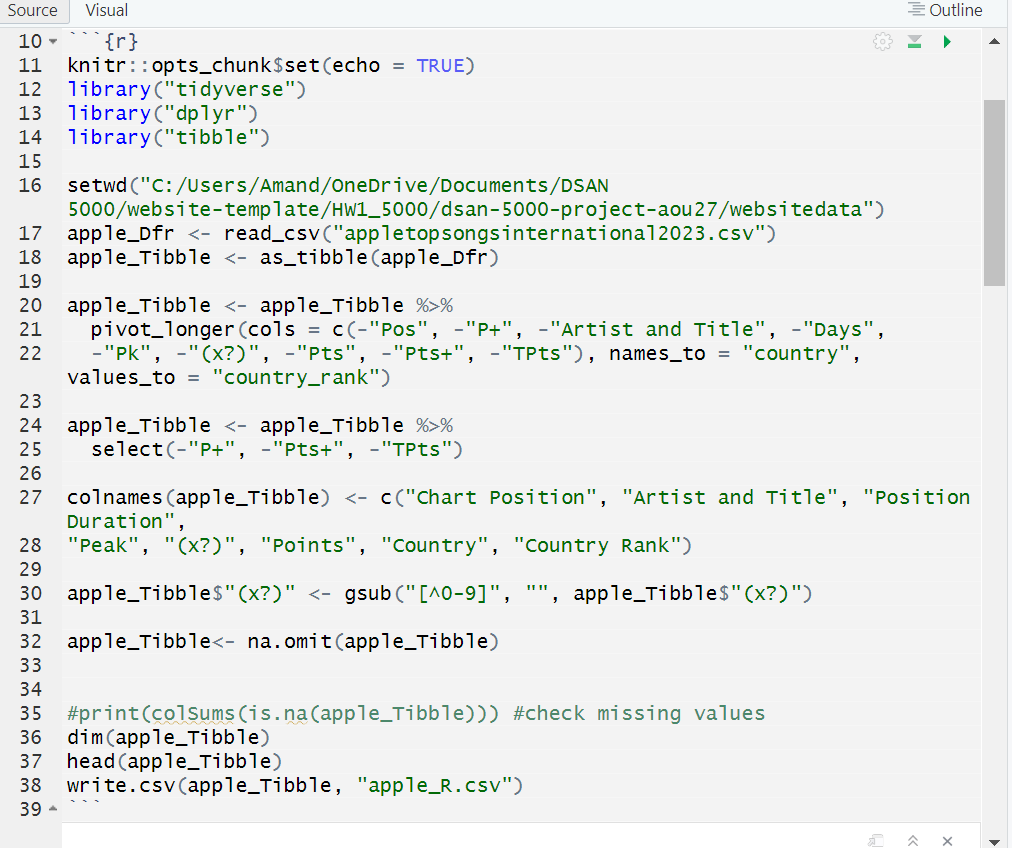 Source Visual Outline
10 ```{r}
11 knitr::opts_chunk$set(echo = TRUE)
12 library("tidyverse")
13 library("dplyr")
14 library("tibble")
15
16 setwd("C:/Users/Amand/OneDrive/Documents/DSAN
5000/website-template/HW1_5000/dsan-5000-project-aou27/websitedata")
17 apple_Dfr <- read_csv("appletopsongsinternational2023.csv")
18 apple_Tibble <- as_tibble(apple_Dfr)
19
20 apple_Tibble <- apple_Tibble %>%
21 pivot_longer(cols = c(-"Pos", -"P+", -"Artist and Title", -"Days",
22 -"Pk", -"(x?)", -"Pts", -"Pts+", -"TPts"), names_to = "country",
values_to = "country_rank")
23
24 apple_Tibble <- apple_Tibble %>%
25 select(-"P+", -"Pts+", -"TPts")
26
27 colnames(apple_Tibble) <- c("Chart Position", "Artist and Title", "Position
Duration",
28 "Peak", "(x?)", "Points", "Country", "Country Rank")
29
30 apple_Tibble$"(x?)" <- gsub("[^0-9]", "", apple_Tibble$"(x?)")
31
32 apple_Tibble<- na.omit(apple_Tibble)
33
34
35 #print(colSums(is.na(apple_Tibble))) #check missing values
36 dim(apple_Tibble)
37 head(apple_Tibble)
38 write.csv(apple_Tibble, "apple_R.csv")
39 ```